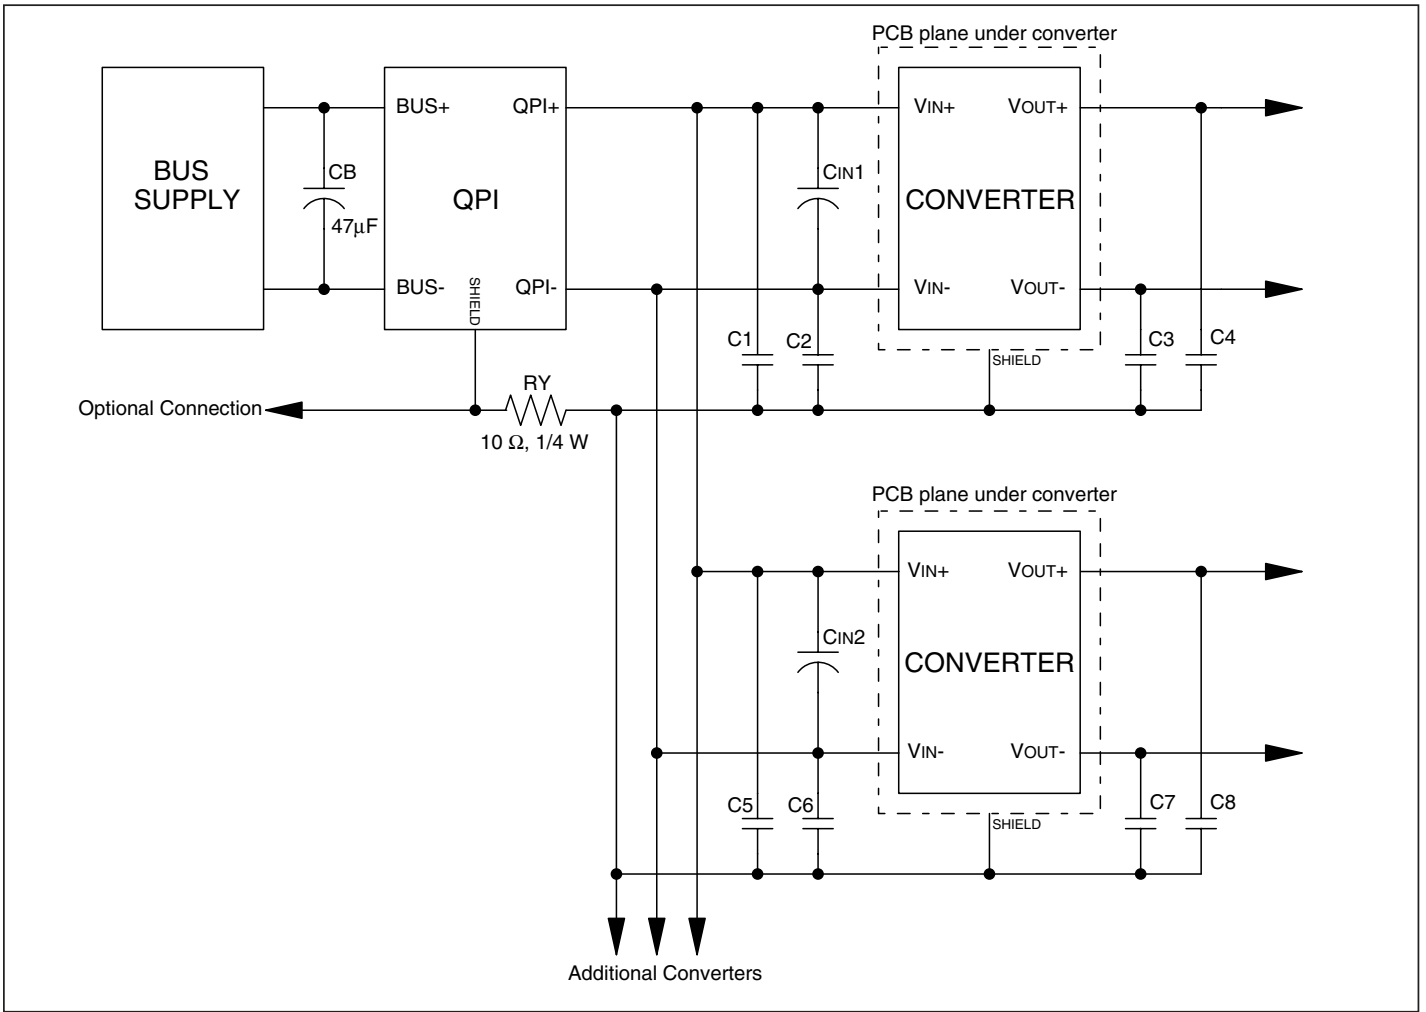 PCB plane under converter
BUS SUPPLY
CB
47µF
BUS+
QPI+
QPI
BUS-
QPI-
SHIELD
CIN1
VIN+
VOUT+
CONVERTER
VIN-
VOUT-
C1
C2
SHIELD
C3
C4
Optional Connection
RY
10 Ω, 1/4 W
PCB plane under converter
VIN+
VOUT+
CIN2
CONVERTER
VIN-
VOUT-
C5
C6
SHIELD
C7
C8
Additional Converters